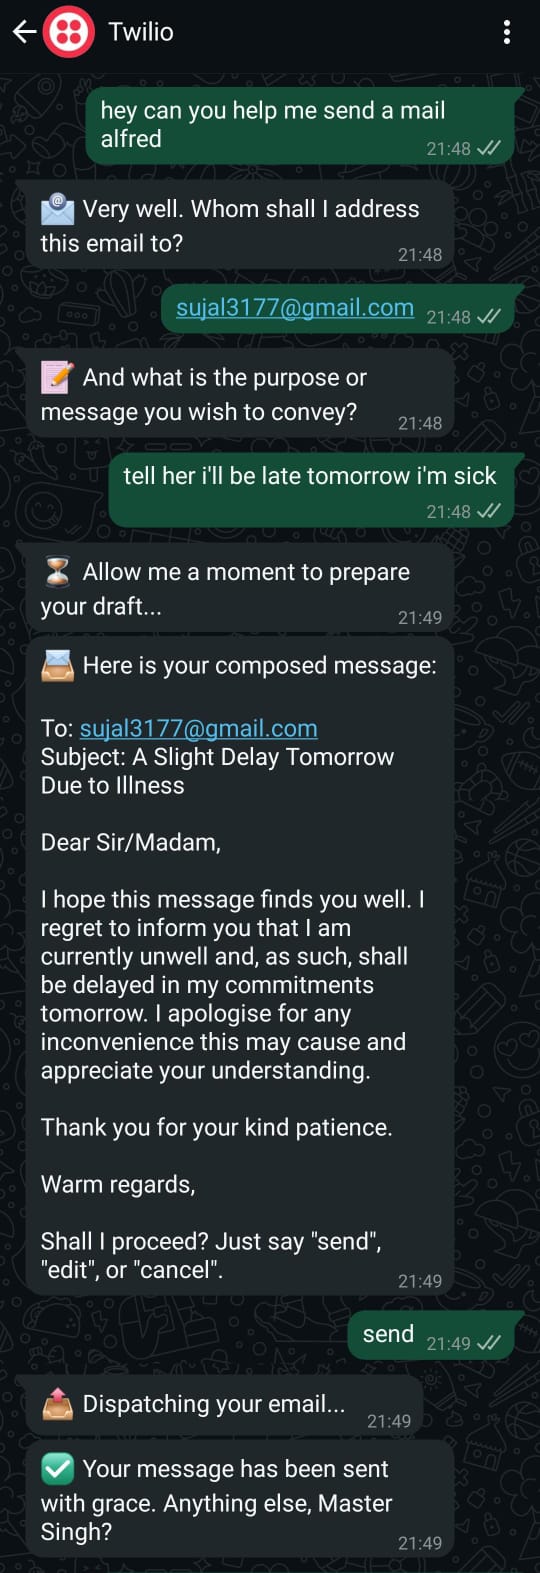 Twilio
hey can you help me send a mail
alfred
21:48
Very well. Whom shall I address
this email to?
21:48
sujal3177@gmail.com
21:48
And what is the purpose or
message you wish to convey?
21:48
tell her i'll be late tomorrow i'm sick
21:48
Allow me a moment to prepare
your draft...
21:49
Here is your composed message:
To: sujal3177@gmail.com
Subject: A Slight Delay Tomorrow
Due to Illness
Dear Sir/Madam,
I hope this message finds you well. I
regret to inform you that I am
currently unwell and, as such, shall
be delayed in my commitments
tomorrow. I apologise for any
inconvenience this may cause and
appreciate your understanding.
Thank you for your kind patience.
Warm regards,
Shall I proceed? Just say "send",
"edit", or "cancel".
21:49
send
21:49
Dispatching your email...
21:49
Your message has been sent
with grace. Anything else, Master
Singh?
21:49